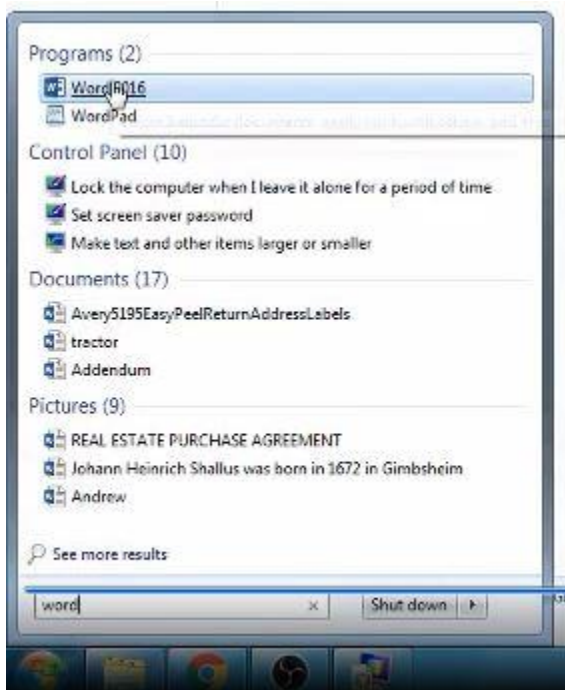 Programs (2)
Word 2016
WordPad
Control Panel (10)
Lock the computer when I leave it alone for a period of time
Set screen saver password
Make text and other items larger or smaller
Documents (17)
Avery5195EasyPeelReturnAddressLabels
tractor
Addendum
Pictures (9)
REAL ESTATE PURCHASE AGREEMENT
Johann Heinrich Shallus was born in 1672 in Gimbsheim
Andrew
See more results
word
Shut down